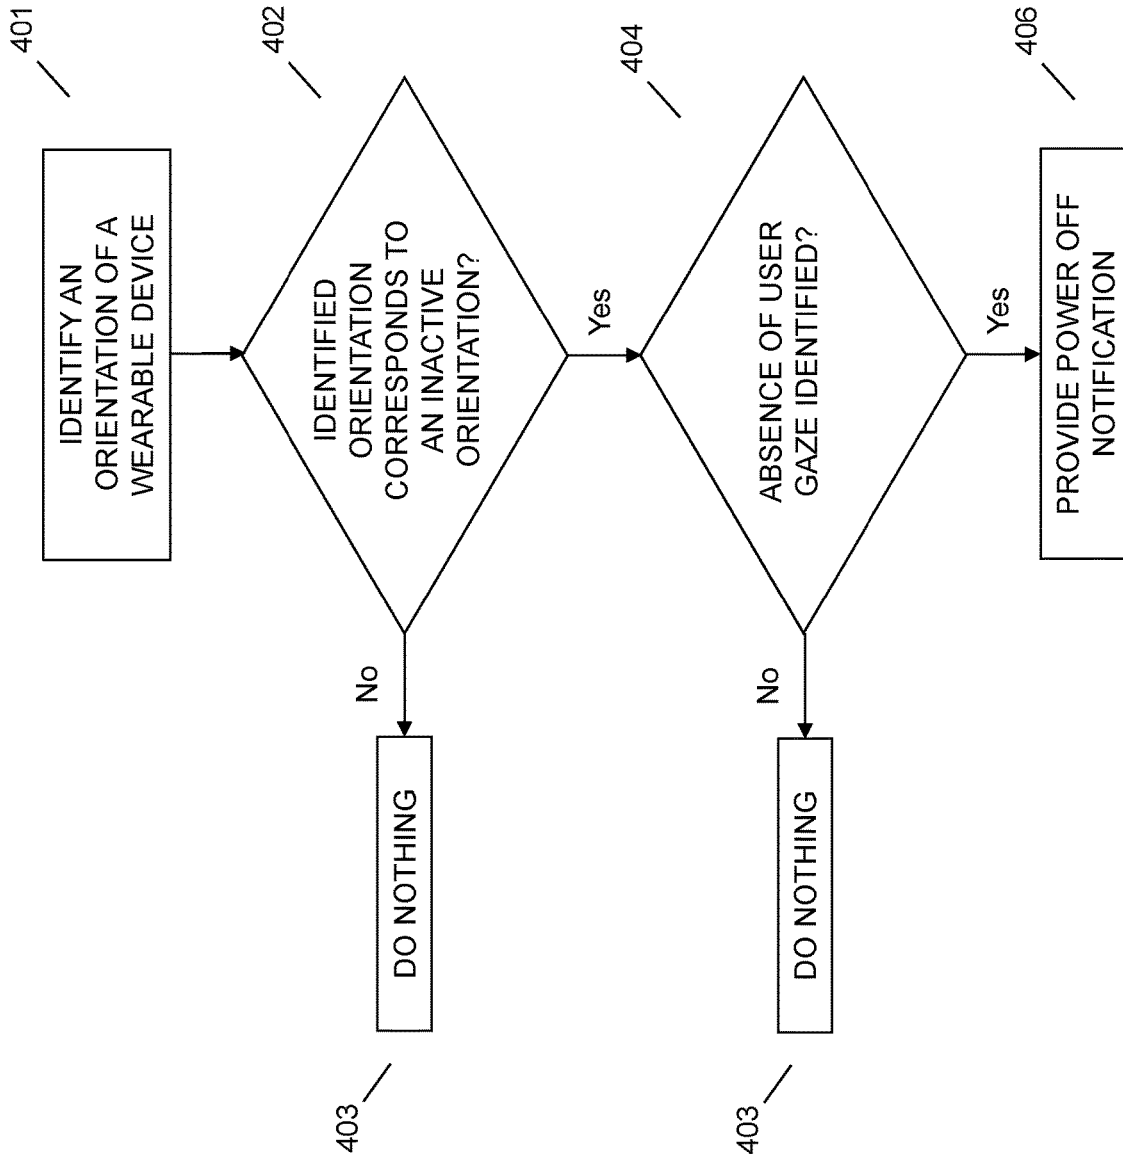 401
IDENTIFY AN
ORIENTATION OF A
WEARABLE DEVICE
402
IDENTIFIED
ORIENTATION
CORRESPONDS TO
AN INACTIVE
ORIENTATION?
No
DO NOTHING
403
Yes
404
ABSENCE OF USER
GAZE IDENTIFIED?
No
DO NOTHING
403
Yes
406
PROVIDE POWER OFF
NOTIFICATION